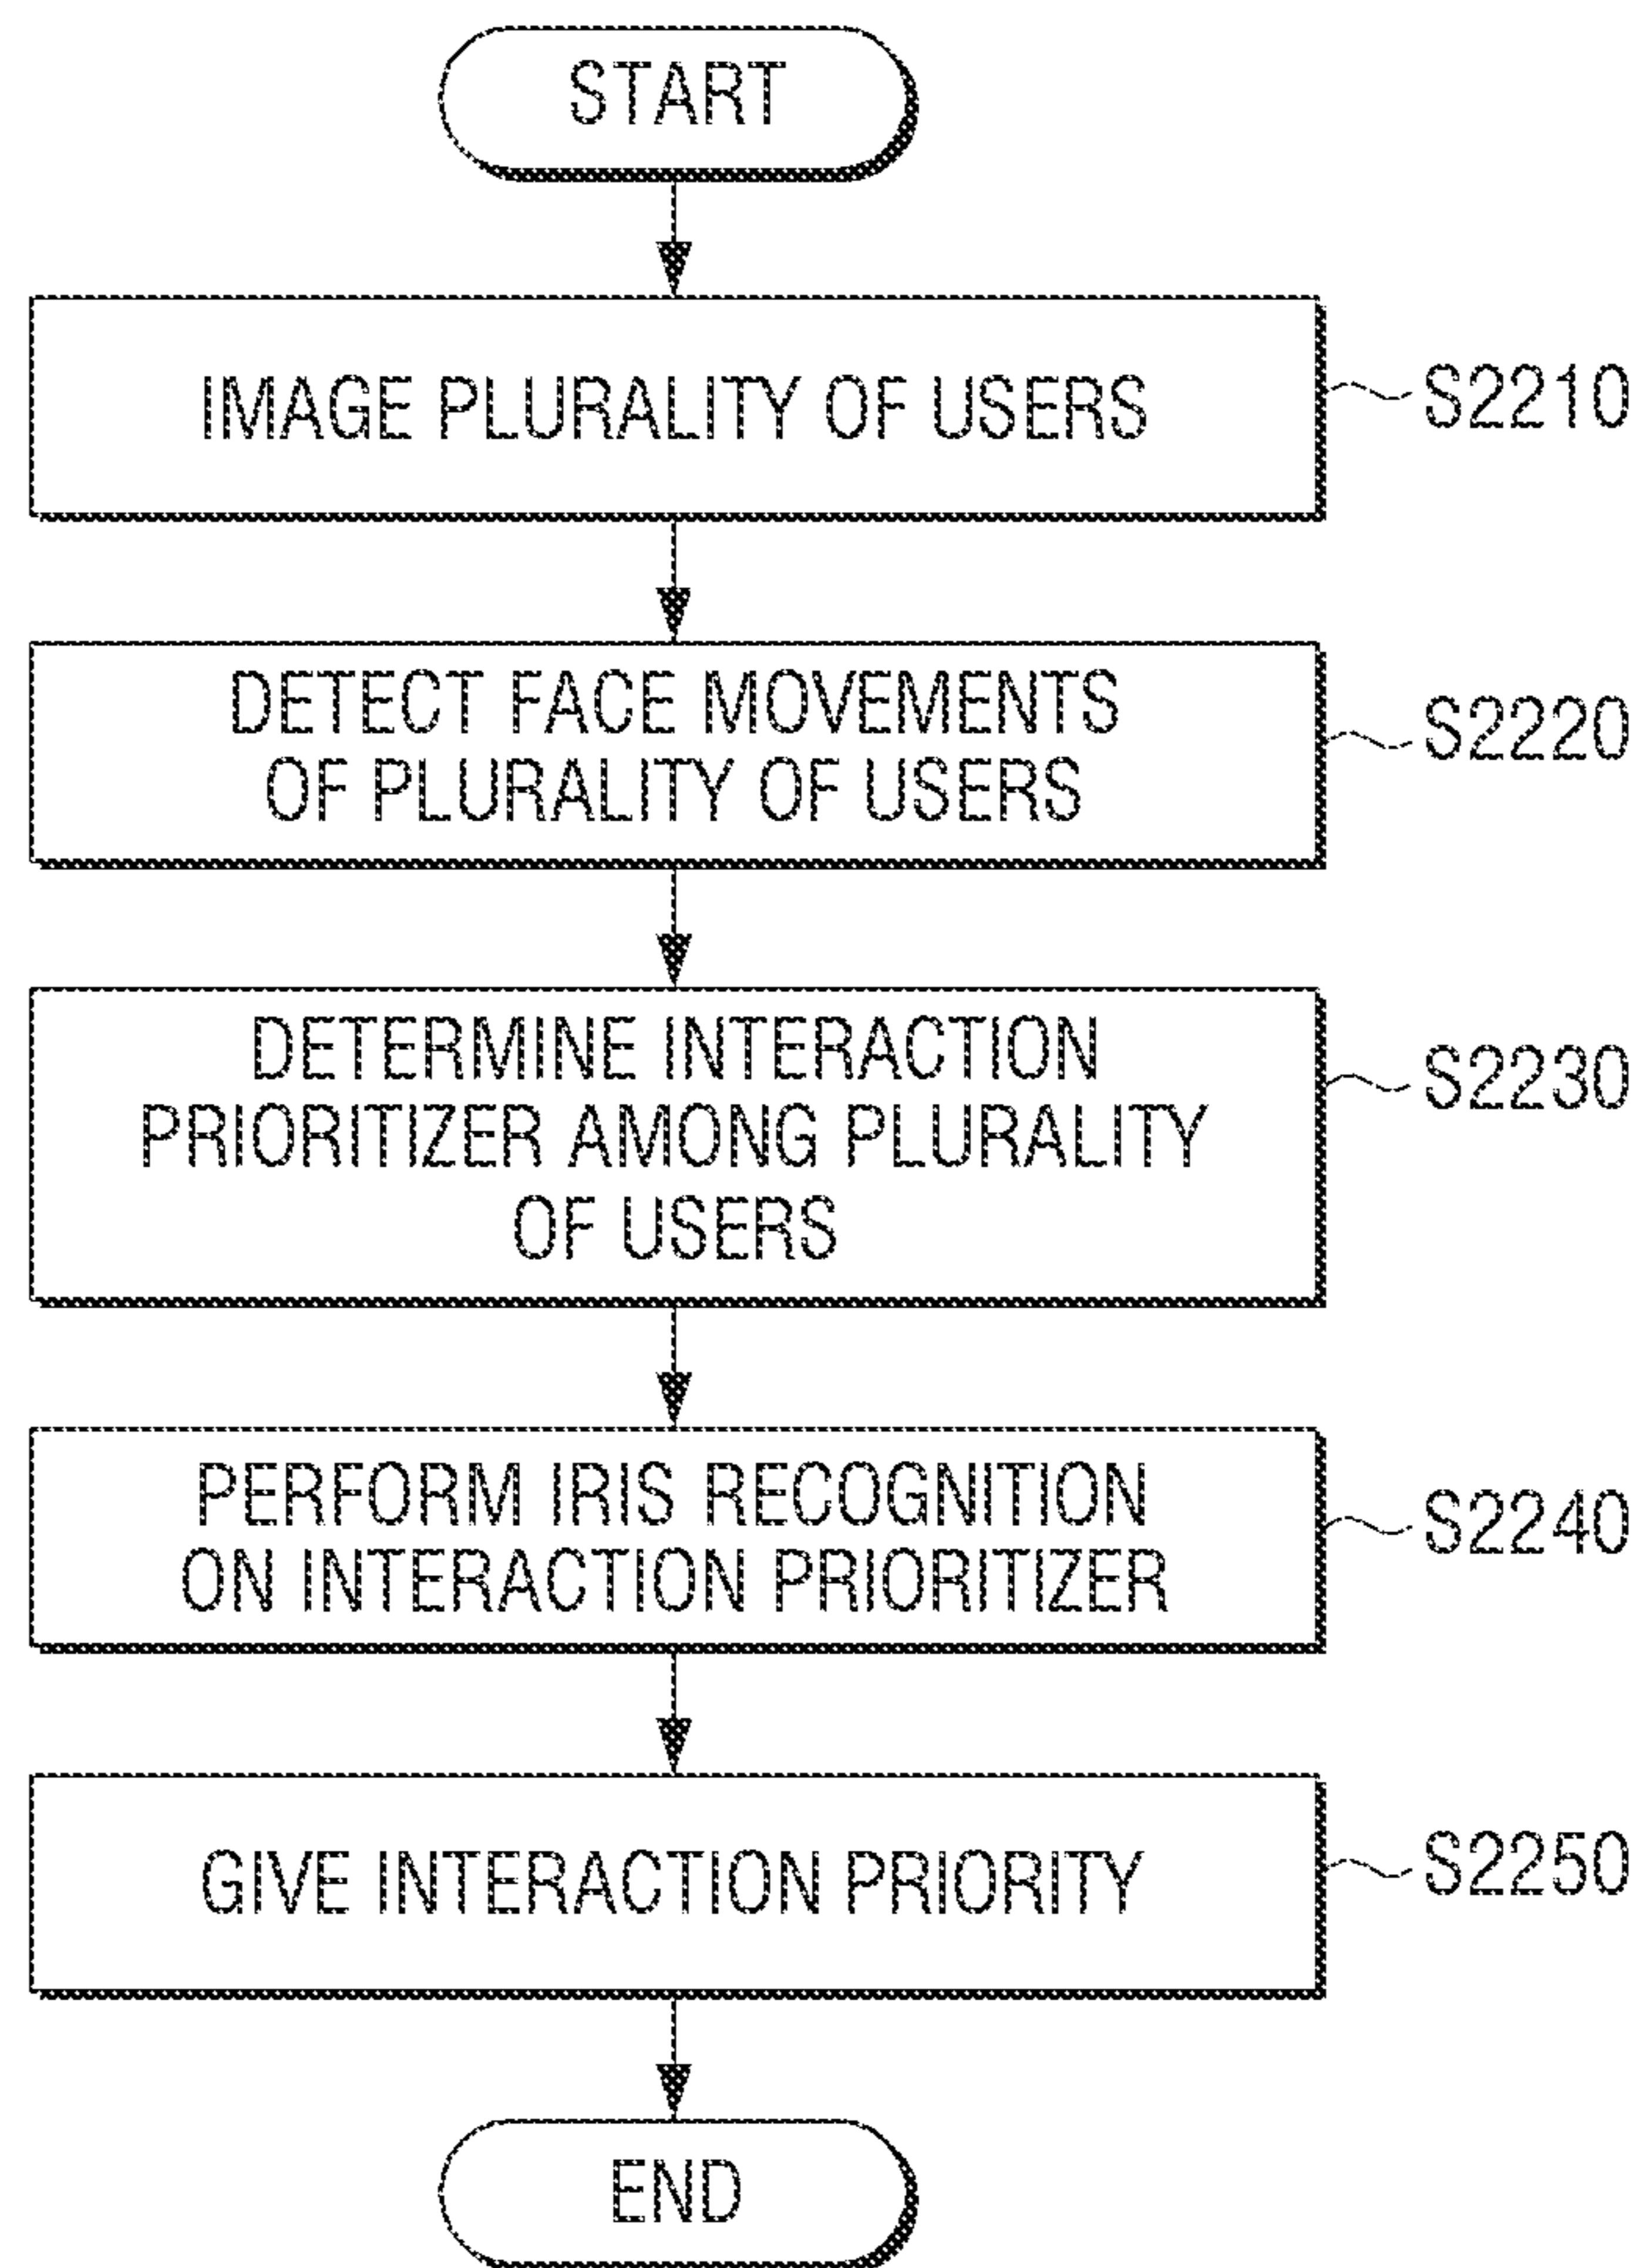 START
IMAGE PLURALITY OF USERS
S2210
DETECT FACE MOVEMENTS
OF PLURALITY OF USERS
S2220
DETERMINE INTERACTION
PRIORITIZER AMONG PLURALITY
OF USERS
S2230
PERFORM IRIS RECOGNITION
ON INTERACTION PRIORITIZER
S2240
GIVE INTERACTION PRIORITY
S2250
END